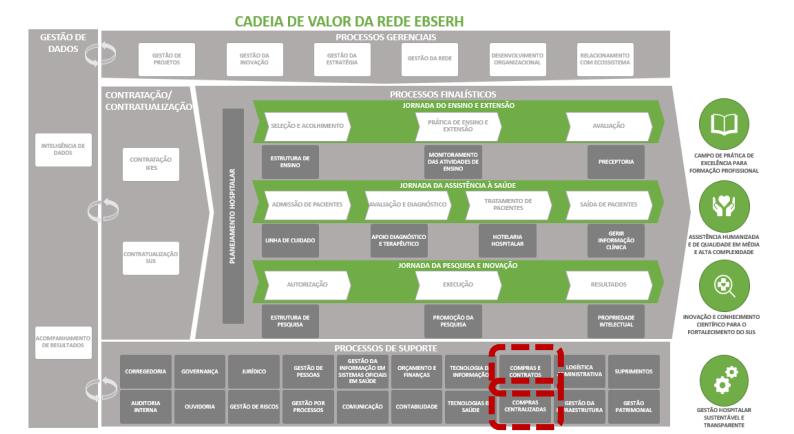 CADEIA DE VALOR DA REDE EBSERH
GESTÃO DE
DADOS
INTELIGÊNCIA DE
DADOS
ACOMPANHAMENTO
DE RESULTADOS
PROCESSOS GERENCIAIS
GESTÃO DE
PROJETOS
GESTÃO DA
INOVAÇÃO
GESTÃO DA
ESTRATÉGIA
GESTÃO DA REDE
DESENVOLVIMENTO
ORGANIZACIONAL
RELACIONAMENTO
COM ECOSSISTEMA
CONTRATAÇÃO/
CONTRATUALIZAÇÃO
CONTRATAÇÃO
IFES
CONTRATUALIZAÇÃO
SUS
PROCESSOS FINALÍSTICOS
PLANEJAMENTO HOSPITALAR
JORNADA DO ENSINO E EXTENSÃO
SELEÇÃO E ACOLHIMENTO
PRÁTICA DE ENSINO E
EXTENSÃO
AVALIAÇÃO
ESTRUTURA DE
ENSINO
MONITORAMENTO
DAS ATIVIDADES DE
ENSINO
PRECEPTORIA
JORNADA DA ASSISTÊNCIA À SAÚDE
ADMISSÃO DE PACIENTES
AVALIAÇÃO E DIAGNÓSTICO
TRATAMENTO DE
PACIENTES
SAÍDA DE PACIENTES
LINHA DE CUIDADO
APOIO DIAGNÓSTICO
E TERAPÊUTICO
HOTELARIA
HOSPITALAR
GERIR
INFORMAÇÃO
CLÍNICA
JORNADA DA PESQUISA E INOVAÇÃO
AUTORIZAÇÃO
EXECUÇÃO
RESULTADOS
ESTRUTURA DE
PESQUISA
PROMOÇÃO DA
PESQUISA
PROPRIEDADE
INTELECTUAL
CAMPO DE PRÁTICA DE
EXCELÊNCIA PARA
FORMAÇÃO PROFISSIONAL
ASSISTÊNCIA HUMANIZADA
E DE QUALIDADE EM MÉDIA
E ALTA COMPLEXIDADE
INOVAÇÃO E CONHECIMENTO
CIENTÍFICO PARA O
FORTALECIMENTO DO SUS
GESTÃO HOSPITALAR
SUSTENTÁVEL E
TRANSPARENTE
PROCESSOS DE SUPORTE
CORREGEDORIA
GOVERNANÇA
JURÍDICO
GESTÃO DE
PESSOAS
GESTÃO DA
INFORMAÇÃO EM
SISTEMAS OFICIAIS
EM SAÚDE
ORÇAMENTO E
FINANÇAS
TECNOLOGIA DA
INFORMAÇÃO
COMPRAS E
CONTRATOS
LOGÍSTICA
ADMINISTRATIVA
SUPRIMENTOS
AUDITORIA
INTERNA
OUVIDORIA
GESTÃO DE RISCOS
GESTÃO POR
PROCESSOS
COMUNICAÇÃO
CONTABILIDADE
TECNOLOGIAS EM
SAÚDE
COMPRAS
CENTRALIZADAS
GESTÃO DA
INFRAESTRUTURA
GESTÃO
PATRIMONIAL